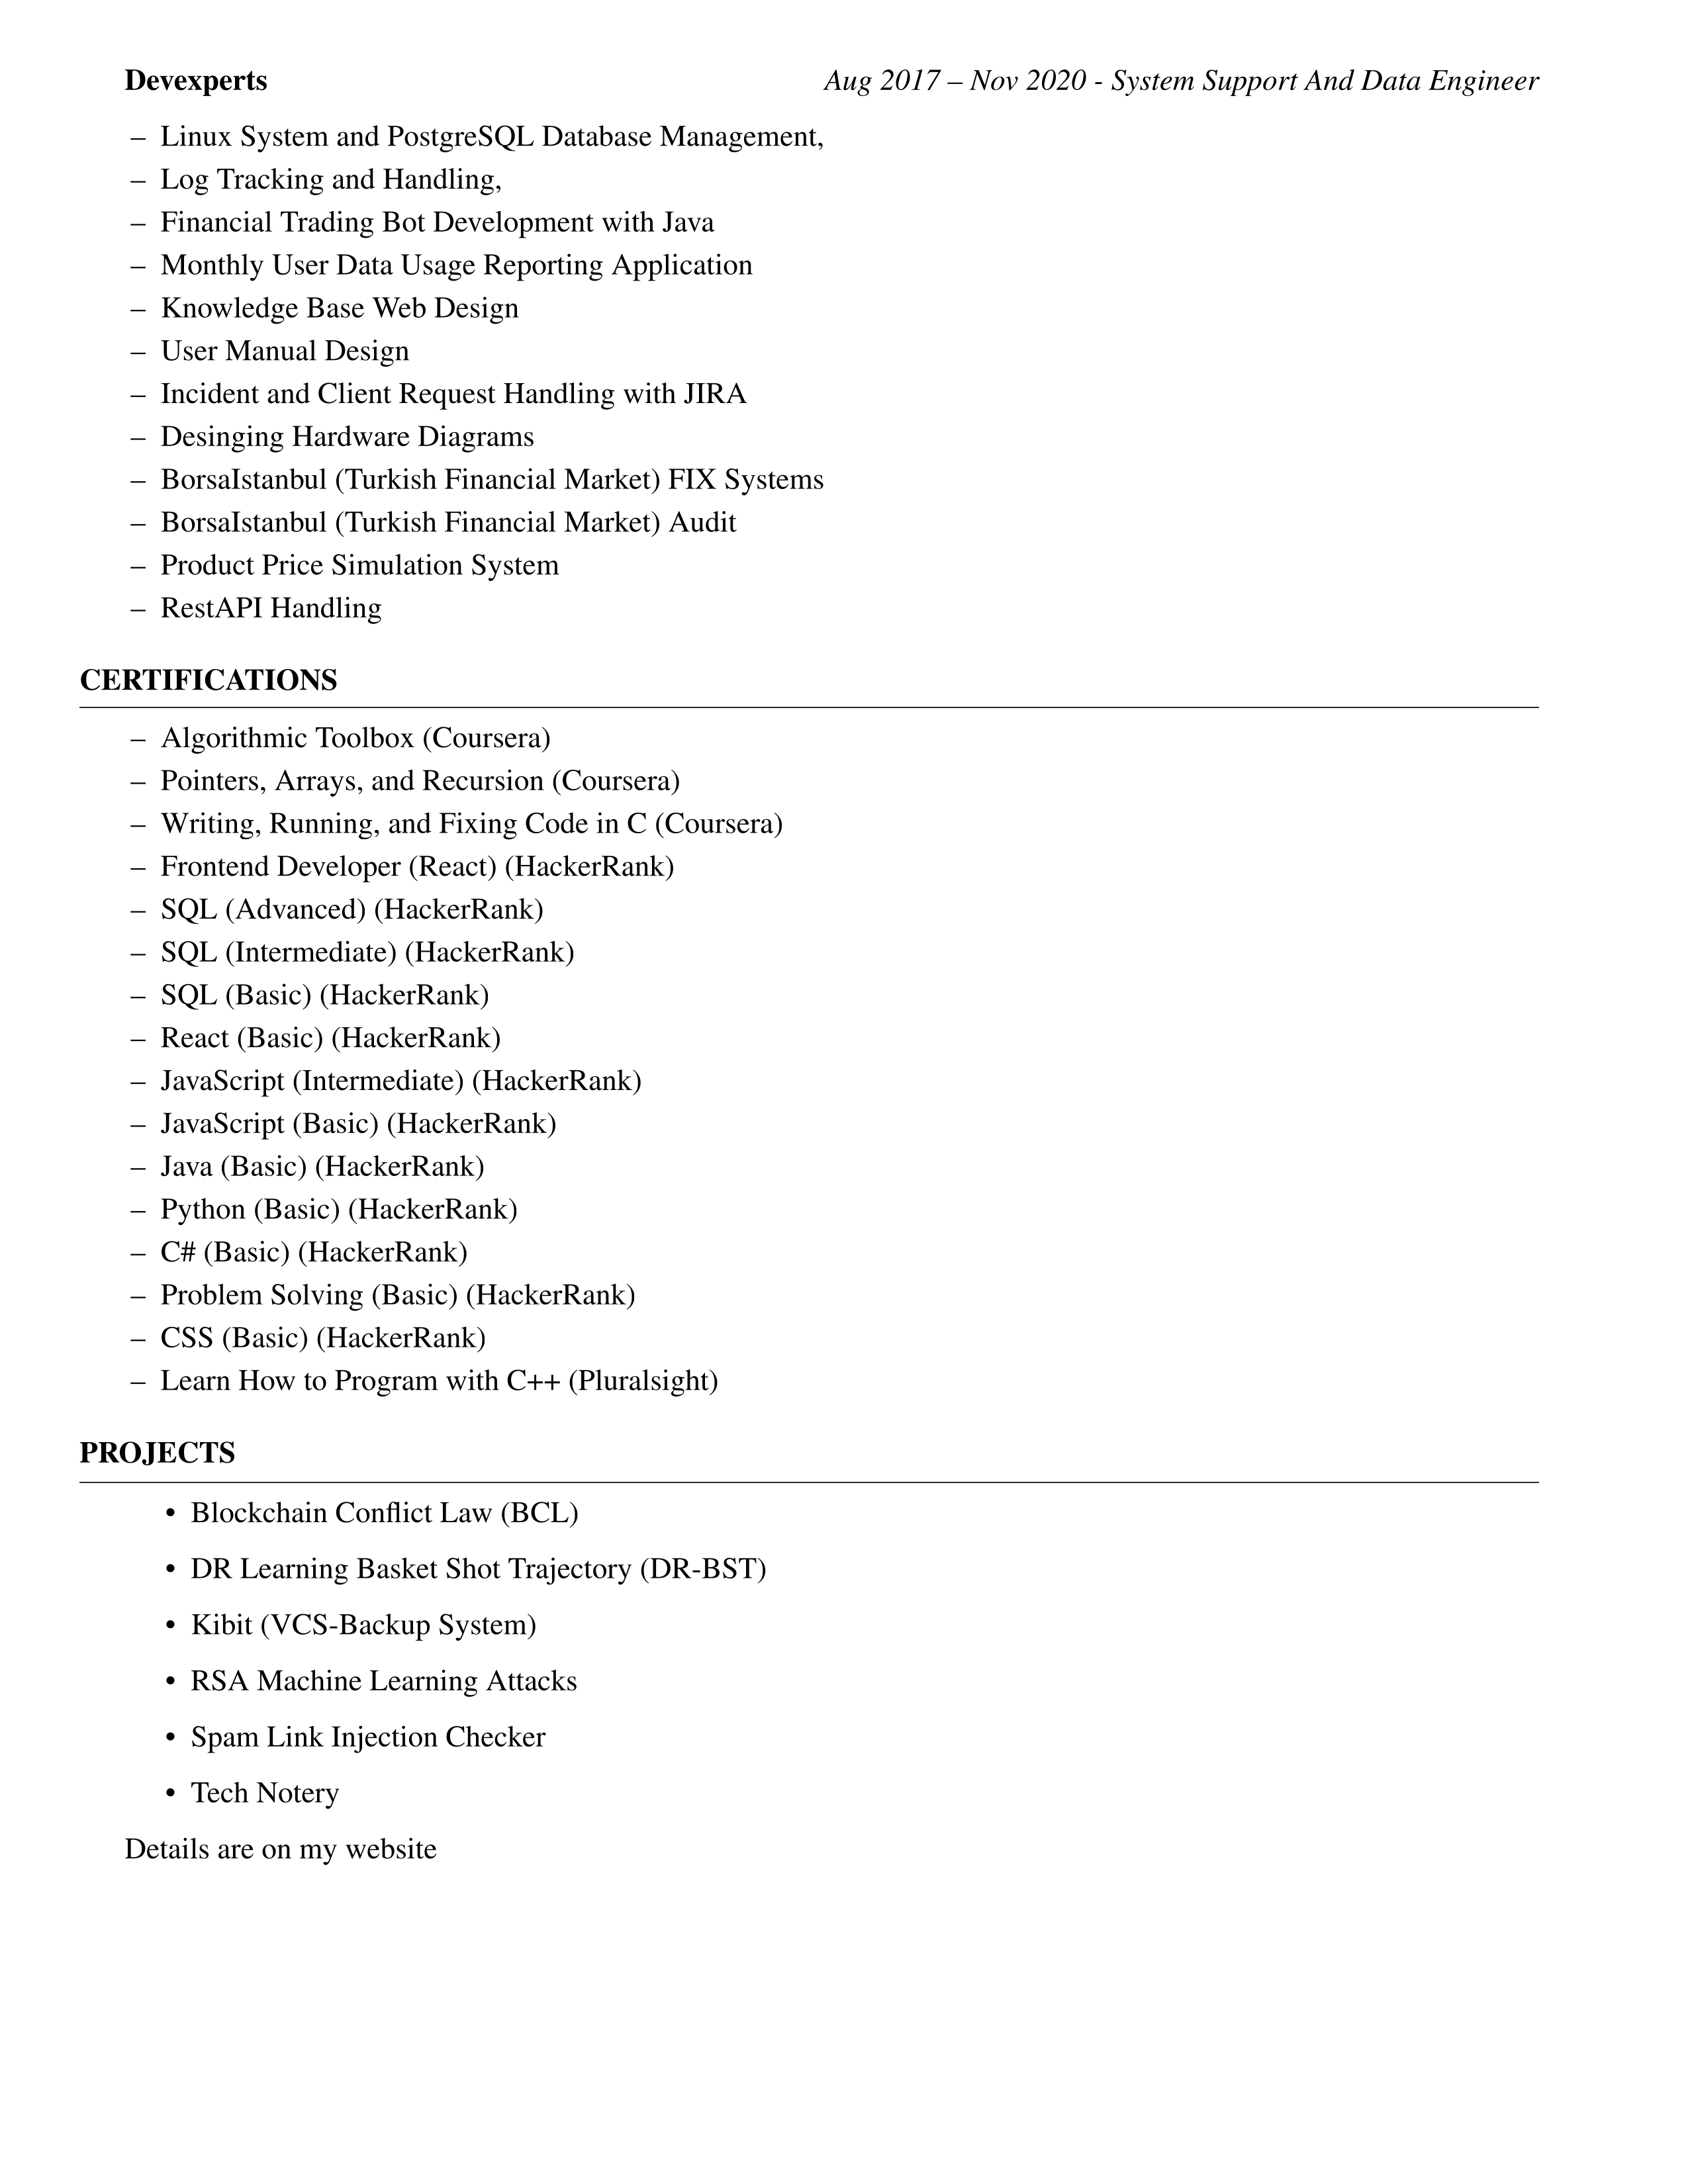 Devexperts Aug 2017 – Nov 2020 - System Support And Data Engineer
– Linux System and PostgreSQL Database Management,
– Log Tracking and Handling,
– Financial Trading Bot Development with Java
– Monthly User Data Usage Reporting Application
– Knowledge Base Web Design
– User Manual Design
– Incident and Client Request Handling with JIRA
– Desinging Hardware Diagrams
– BorsaIstanbul (Turkish Financial Market) FIX Systems
– BorsaIstanbul (Turkish Financial Market) Audit
– Product Price Simulation System
– RestAPI Handling
CERTIFICATIONS
– Algorithmic Toolbox (Coursera)
– Pointers, Arrays, and Recursion (Coursera)
– Writing, Running, and Fixing Code in C (Coursera)
– Frontend Developer (React) (HackerRank)
– SQL (Advanced) (HackerRank)
– SQL (Intermediate) (HackerRank)
– SQL (Basic) (HackerRank)
– React (Basic) (HackerRank)
– JavaScript (Intermediate) (HackerRank)
– JavaScript (Basic) (HackerRank)
– Java (Basic) (HackerRank)
– Python (Basic) (HackerRank)
– C# (Basic) (HackerRank)
– Problem Solving (Basic) (HackerRank)
– CSS (Basic) (HackerRank)
– Learn How to Program with C++ (Pluralsight)
PROJECTS
• Blockchain Conflict Law (BCL)
• DR Learning Basket Shot Trajectory (DR-BST)
• Kibit (VCS-Backup System)
• RSA Machine Learning Attacks
• Spam Link Injection Checker
• Tech Notery
Details are on my website